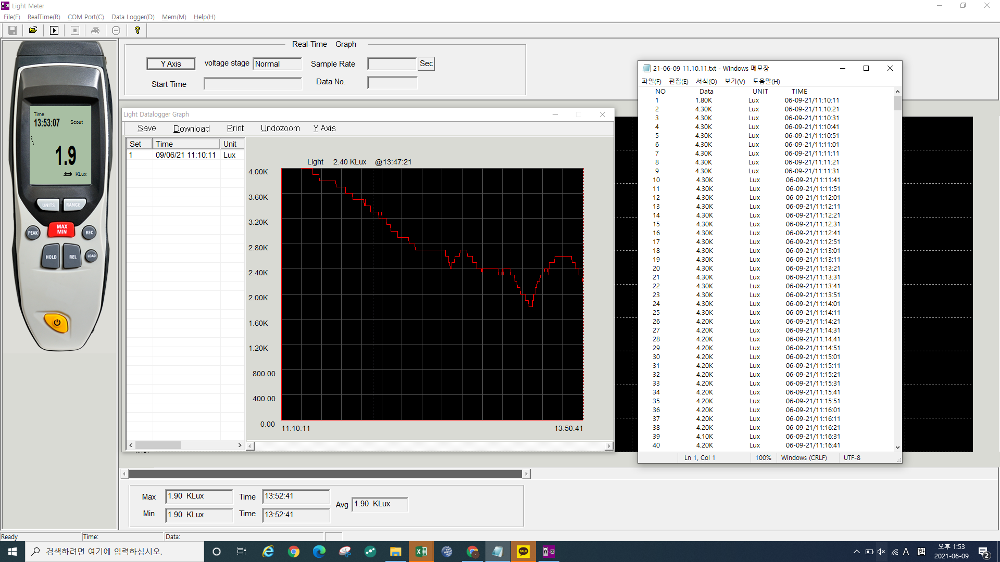 Light Meter
File(F) RealTime(R) COM Port(C) Data Logger(D) Mem(M) Help(H)
Real-Time Graph
Y Axis voltage stage Normal Sample Rate Sec
Start Time Data No.
Time
13:53:07 Scout
1.9
400k KLux
UNITS RANGE
PEAK MAX MIN REC
HOLD REL LOAD
Light Datalogger Graph
Save Download Print Undozoom Y Axis
Set Time Unit
1 09/06/21 11:10:11 Lux
Light 2.40 KLux @13:47:21
4.00K
3.60K
3.20K
2.80K
2.40K
2.00K
1.60K
1.20K
800.00
400.00
0.00
11:10:11 13:50:41
21-06-09 11.10.11.txt - Windows 메모장
파일(F) 편집(E) 서식(O) 보기(V) 도움말(H)
NO Data UNIT TIME
1 1.80K Lux 06-09-21/11:10:11
2 4.30K Lux 06-09-21/11:10:21
3 4.30K Lux 06-09-21/11:10:31
4 4.30K Lux 06-09-21/11:10:41
5 4.30K Lux 06-09-21/11:10:51
6 4.30K Lux 06-09-21/11:11:01
7 4.30K Lux 06-09-21/11:11:11
8 4.30K Lux 06-09-21/11:11:21
9 4.30K Lux 06-09-21/11:11:31
10 4.30K Lux 06-09-21/11:11:41
11 4.30K Lux 06-09-21/11:11:51
12 4.30K Lux 06-09-21/11:12:01
13 4.30K Lux 06-09-21/11:12:11
14 4.30K Lux 06-09-21/11:12:21
15 4.30K Lux 06-09-21/11:12:31
16 4.30K Lux 06-09-21/11:12:41
17 4.30K Lux 06-09-21/11:12:51
18 4.30K Lux 06-09-21/11:13:01
19 4.30K Lux 06-09-21/11:13:11
20 4.30K Lux 06-09-21/11:13:21
21 4.30K Lux 06-09-21/11:13:31
22 4.30K Lux 06-09-21/11:13:41
23 4.30K Lux 06-09-21/11:13:51
24 4.30K Lux 06-09-21/11:14:01
25 4.30K Lux 06-09-21/11:14:11
26 4.20K Lux 06-09-21/11:14:21
27 4.20K Lux 06-09-21/11:14:31
28 4.20K Lux 06-09-21/11:14:41
29 4.20K Lux 06-09-21/11:14:51
30 4.20K Lux 06-09-21/11:15:01
31 4.20K Lux 06-09-21/11:15:11
32 4.20K Lux 06-09-21/11:15:21
33 4.20K Lux 06-09-21/11:15:31
34 4.20K Lux 06-09-21/11:15:41
35 4.20K Lux 06-09-21/11:15:51
36 4.20K Lux 06-09-21/11:16:01
37 4.20K Lux 06-09-21/11:16:11
38 4.20K Lux 06-09-21/11:16:21
39 4.10K Lux 06-09-21/11:16:31
40 4.20K Lux 06-09-21/11:16:41
Ln 1, Col 1 100% Windows (CRLF) UTF-8
Max 1.90 KLux Time 13:52:41
Avg 1.90 KLux
Min 1.90 KLux Time 13:52:41
Ready Time: Data:
검색하려면 여기에 입력하십시오.
TALK
A 한
오후 1:53
2021-06-09
2